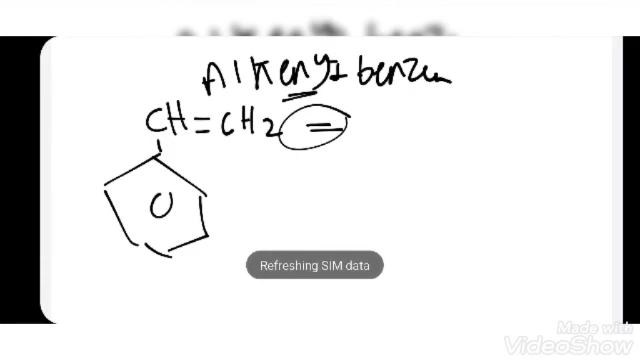 Alkenyl benzen
CH=CH2 =
Refreshing SIM data
Made with
VideoShow